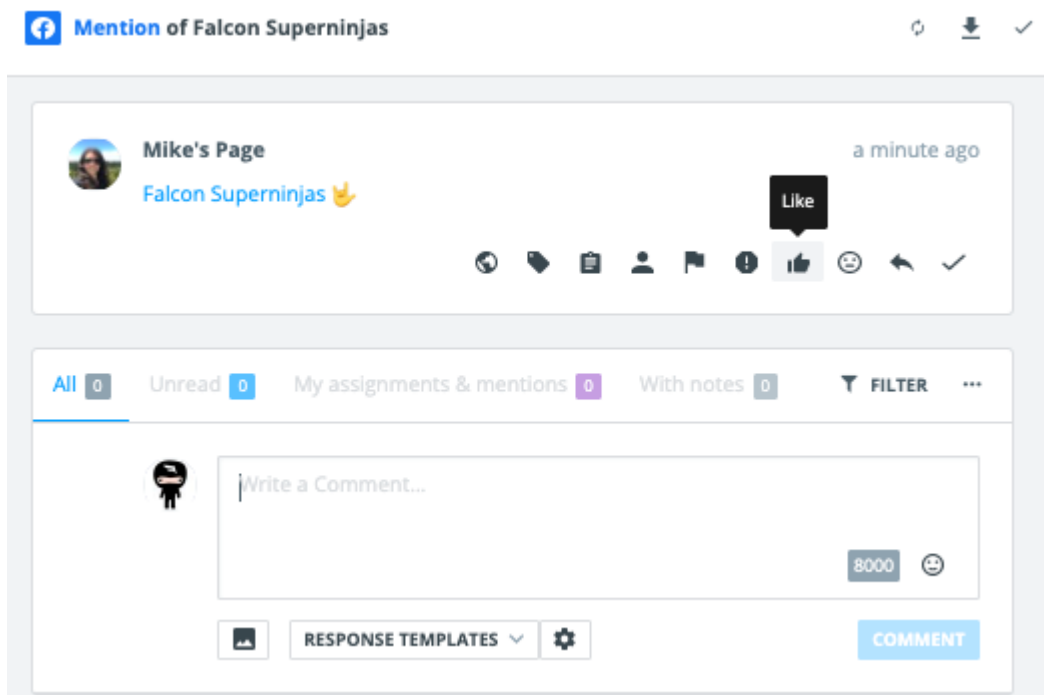 Mention of Falcon Superninjas
Mike's Page
a minute ago
Falcon Superninjas 🤟
Like
All 0
Unread 0
My assignments & mentions 0
With notes 0
FILTER
Write a Comment...
8000
RESPONSE TEMPLATES
COMMENT